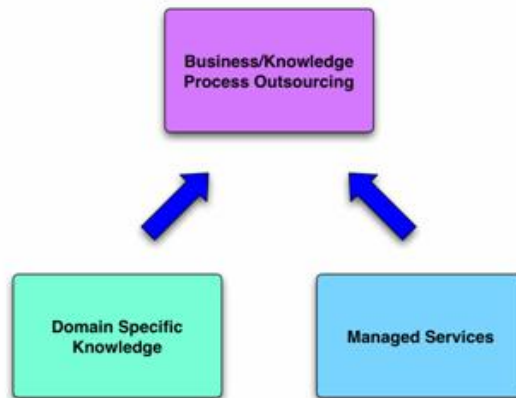 Business/Knowledge
Process Outsourcing
Domain Specific
Knowledge
Managed Services